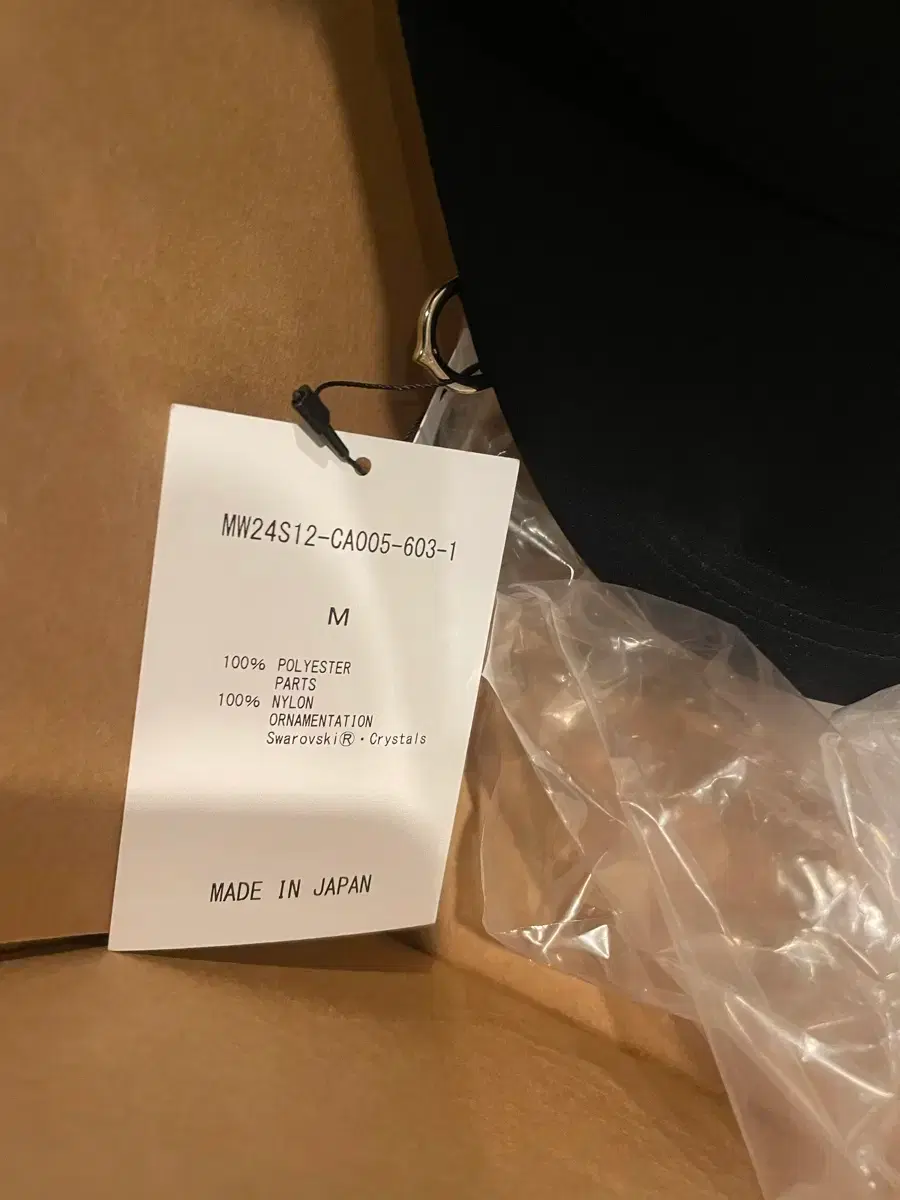 MW24S12-CA005-603-1
M
100% POLYESTER
PARTS
100% NYLON
ORNAMENTATION
Swarovski®・Crystals
MADE IN JAPAN